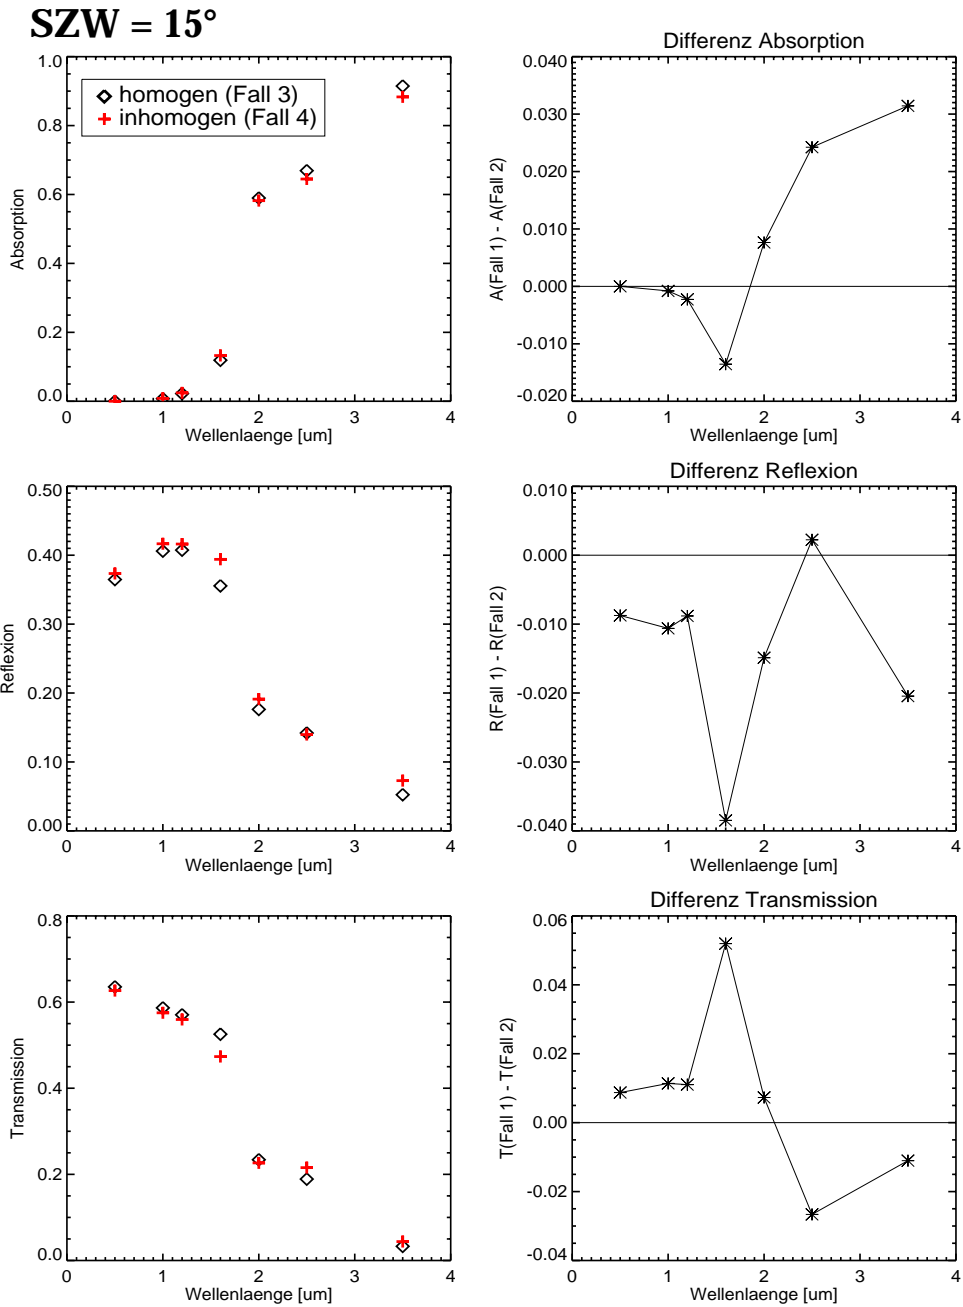 SZW = 15°
1.0
0.8
0.6
0.4
0.2
0.0
Absorption
◇ homogen (Fall 3)
+ inhomogen (Fall 4)
0 1 2 3 4
Wellenlaenge [um]
Differenz Absorption
0.040
0.030
0.020
0.010
0.000
-0.010
-0.020
A(Fall 1) - A(Fall 2)
0 1 2 3 4
Wellenlaenge [um]
0.50
0.40
0.30
0.20
0.10
0.00
Reflexion
0 1 2 3 4
Wellenlaenge [um]
Differenz Reflexion
0.010
0.000
-0.010
-0.020
-0.030
-0.040
R(Fall 1) - R(Fall 2)
0 1 2 3 4
Wellenlaenge [um]
0.8
0.6
0.4
0.2
0.0
Transmission
0 1 2 3 4
Wellenlaenge [um]
Differenz Transmission
0.06
0.04
0.02
0.00
-0.02
-0.04
T(Fall 1) - T(Fall 2)
0 1 2 3 4
Wellenlaenge [um]